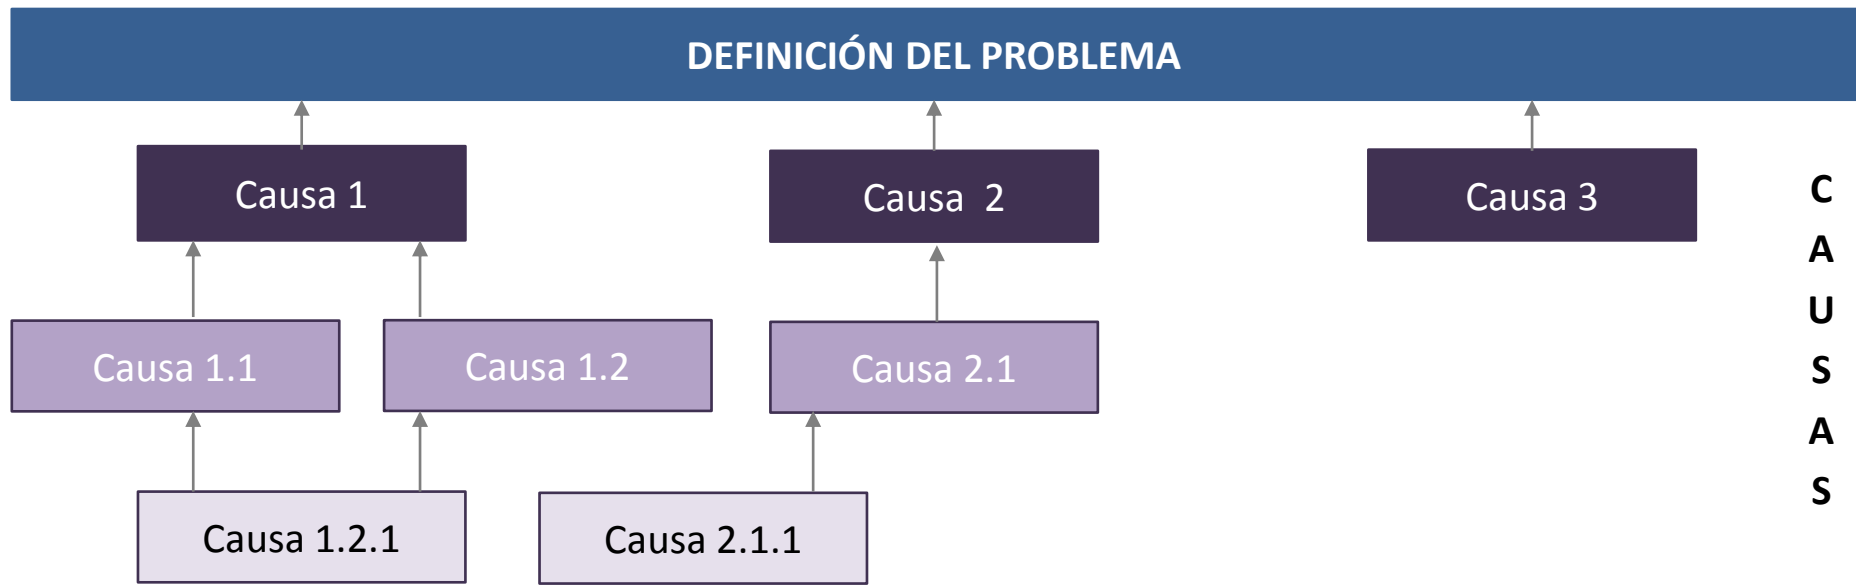 DEFINICIÓN DEL PROBLEMA
Causa 1
Causa  2
Causa 3
Causa 1.1
Causa 1.2
Causa 2.1
Causa 1.2.1
Causa 2.1.1
C
A
U
S
A
S